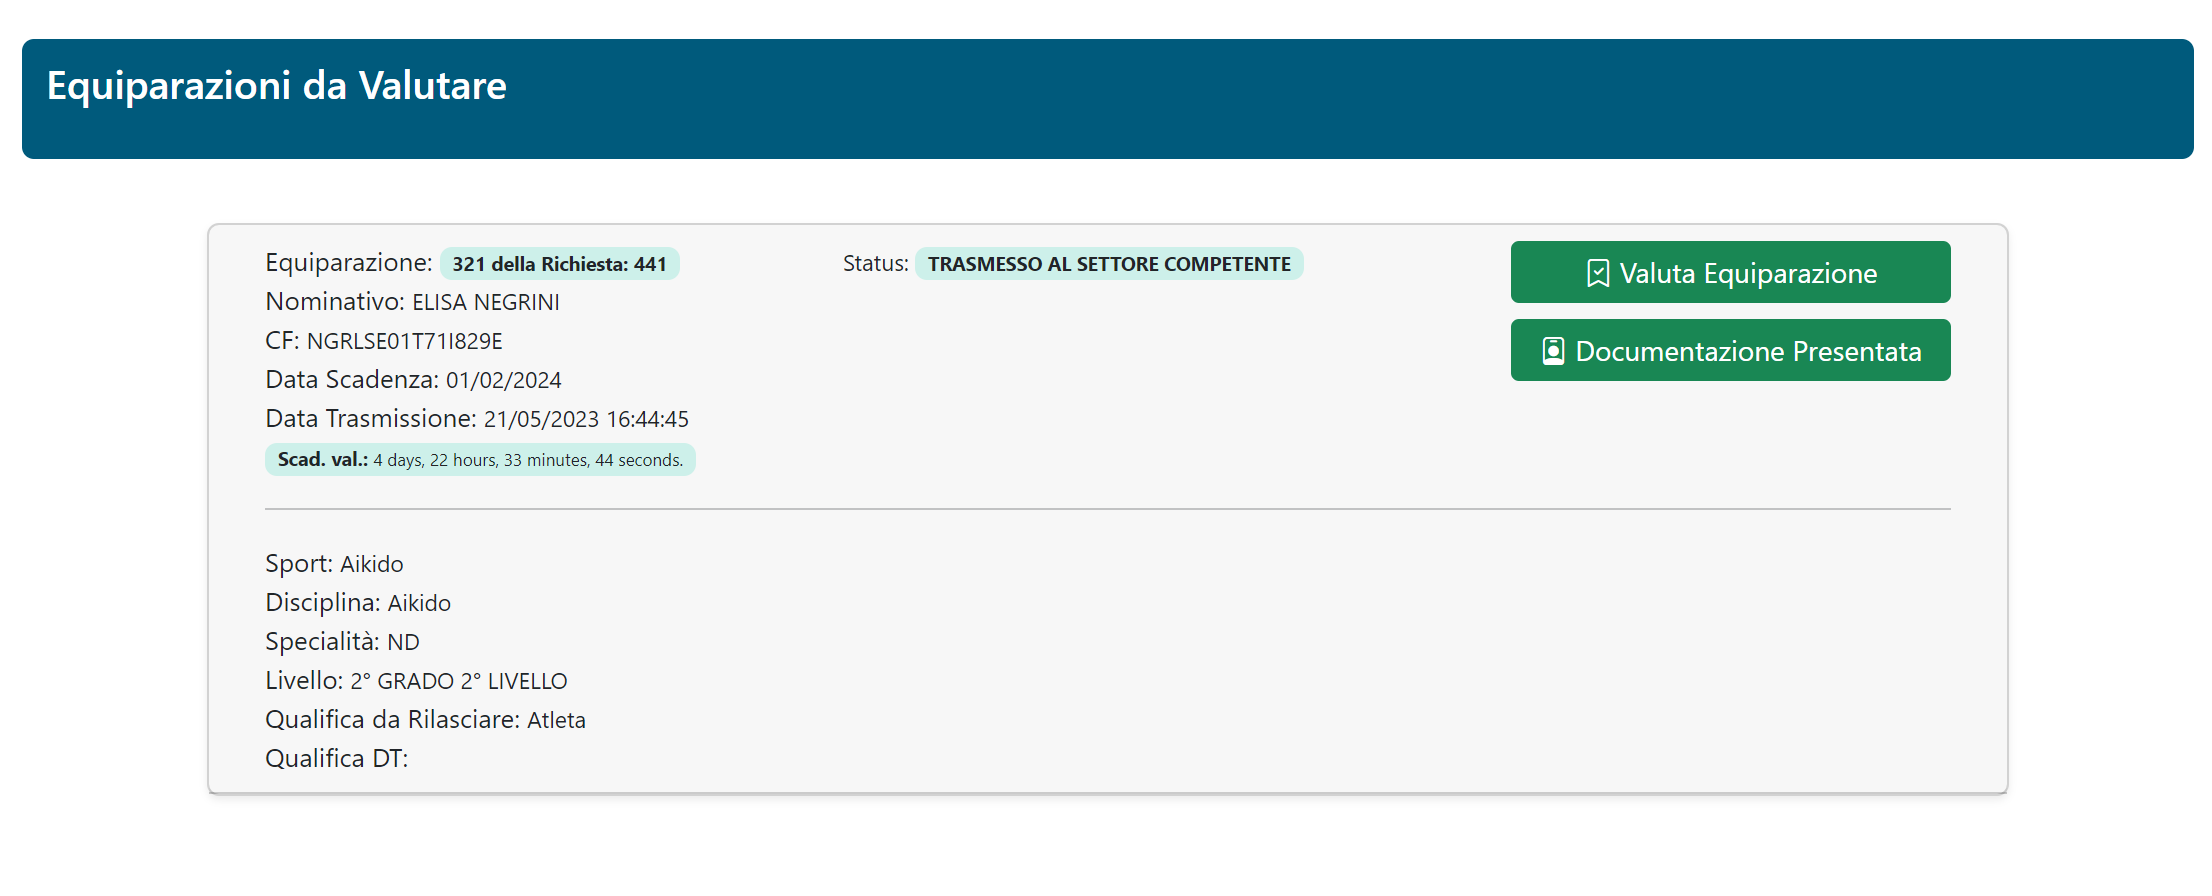 Equiparazioni da Valutare
Equiparazione: 321 della Richiesta: 441
Status: TRASMESSO AL SETTORE COMPETENTE
Valuta Equiparazione
Nominativo: ELISA NEGRINI
CF: NGRLSE01T71I829E
Documentazione Presentata
Data Scadenza: 01/02/2024
Data Trasmissione: 21/05/2023 16:44:45
Scad. val.: 4 days, 22 hours, 33 minutes, 44 seconds.
Sport: Aikido
Disciplina: Aikido
Specialità: ND
Livello: 2° GRADO 2° LIVELLO
Qualifica da Rilasciare: Atleta
Qualifica DT: